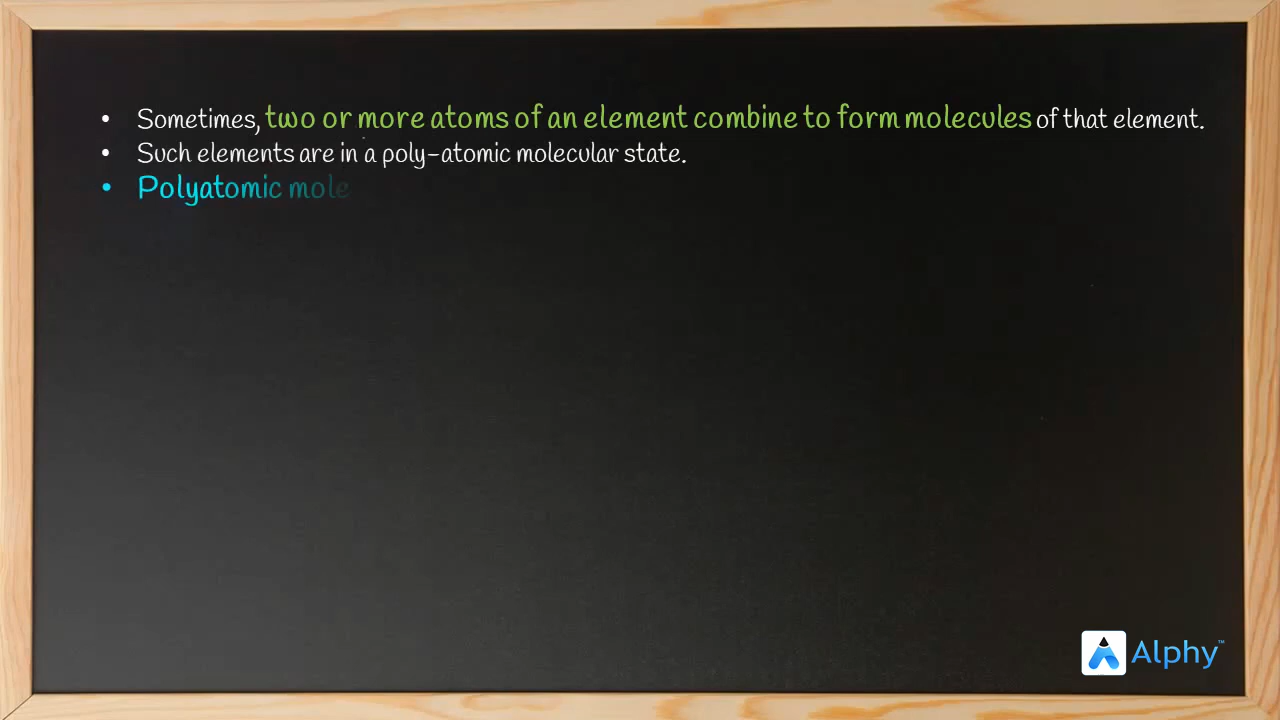 • Sometimes, two or more atoms of an element combine to form molecules of that element.
• Such elements are in a poly-atomic molecular state.
• Polyatomic mole
Alphy™